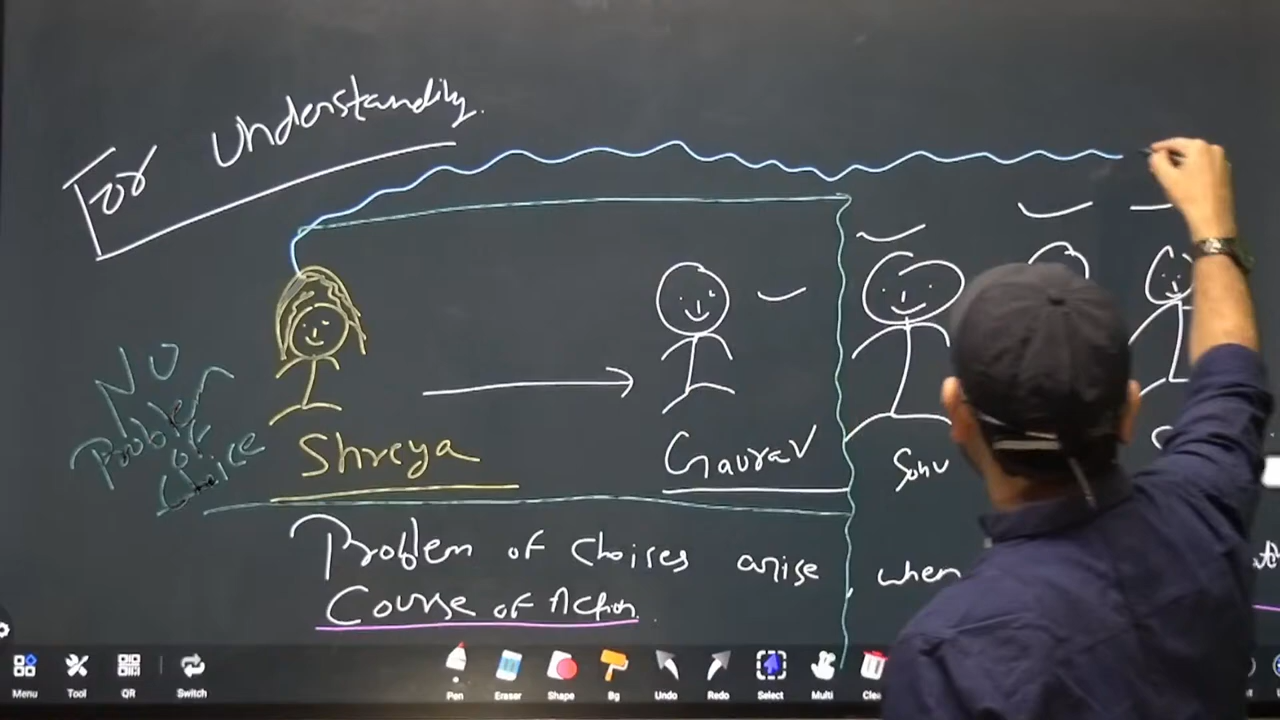 For Understanding.
No
Problem
of
Choice
Shreya
Gaurav
Sonu
Problem of Choises arise when
Course of Action.
Menu
Tool
QR
Switch
Pen
Eraser
Shape
Bg
Undo
Redo
Select
Multi